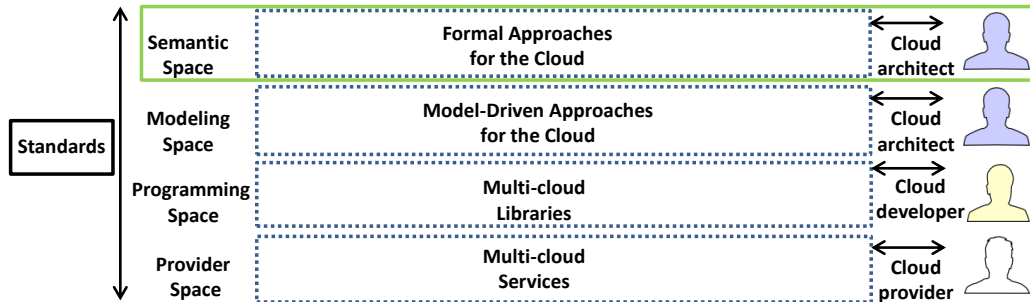 Semantic
Space
Formal Approaches
for the Cloud
Cloud
architect
Modeling
Space
Model-Driven Approaches
for the Cloud
Cloud
architect
Standards
Programming
Space
Multi-cloud
Libraries
Cloud
developer
Provider
Space
Multi-cloud
Services
Cloud
provider